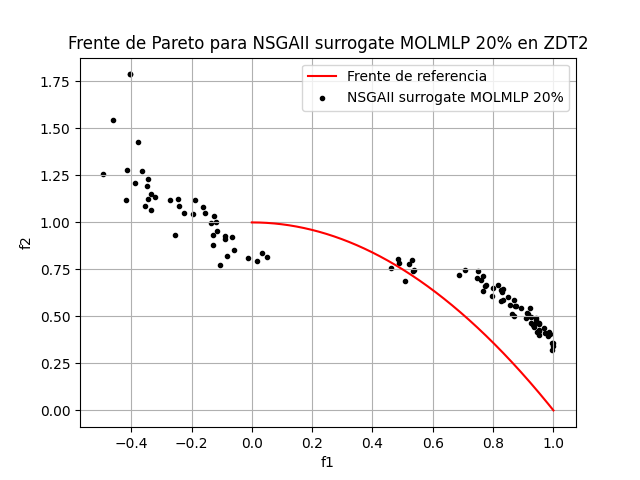 Frente de Pareto para NSGAII surrogate MOLMLP 20% en ZDT2
Frente de referencia
NSGAII surrogate MOLMLP 20%
f2
1.75
1.50
1.25
1.00
0.75
0.50
0.25
0.00
−0.4 −0.2 0.0 0.2 0.4 0.6 0.8 1.0
f1